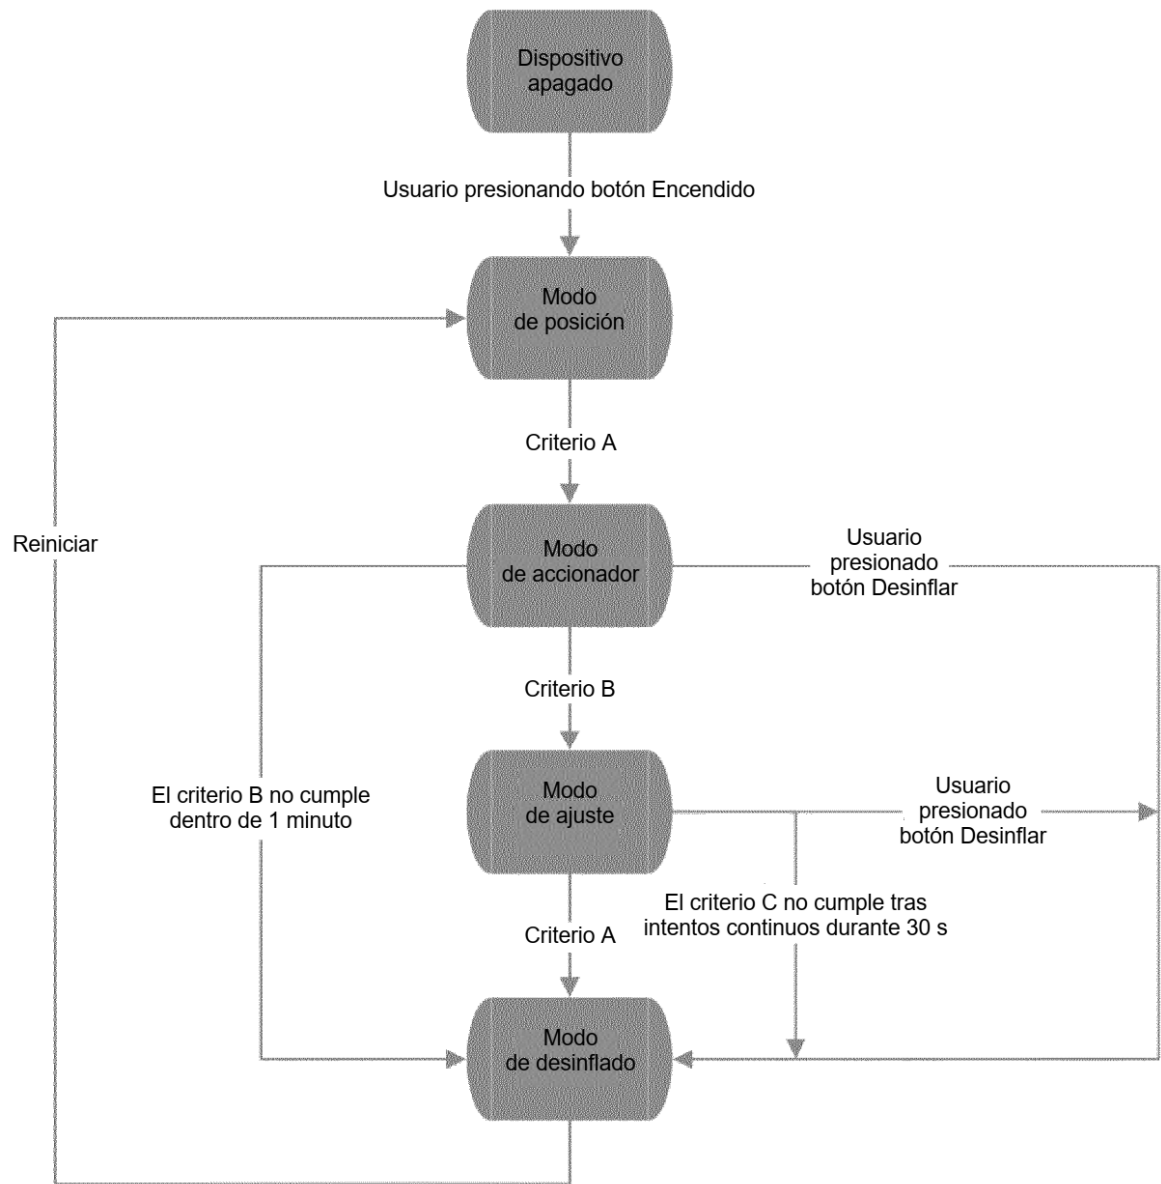 Dispositivo
apagado
Usuario presionando botón Encendido
Modo
de posición
Criterio A
Reiniciar
Modo
de accionador
Usuario
presionado
botón Desinflar
Criterio B
El criterio B no cumple
dentro de 1 minuto
Modo
de ajuste
Usuario
presionado
botón Desinflar
El criterio C no cumple tras
intentos continuos durante 30 s
Criterio A
Modo
de desinflado